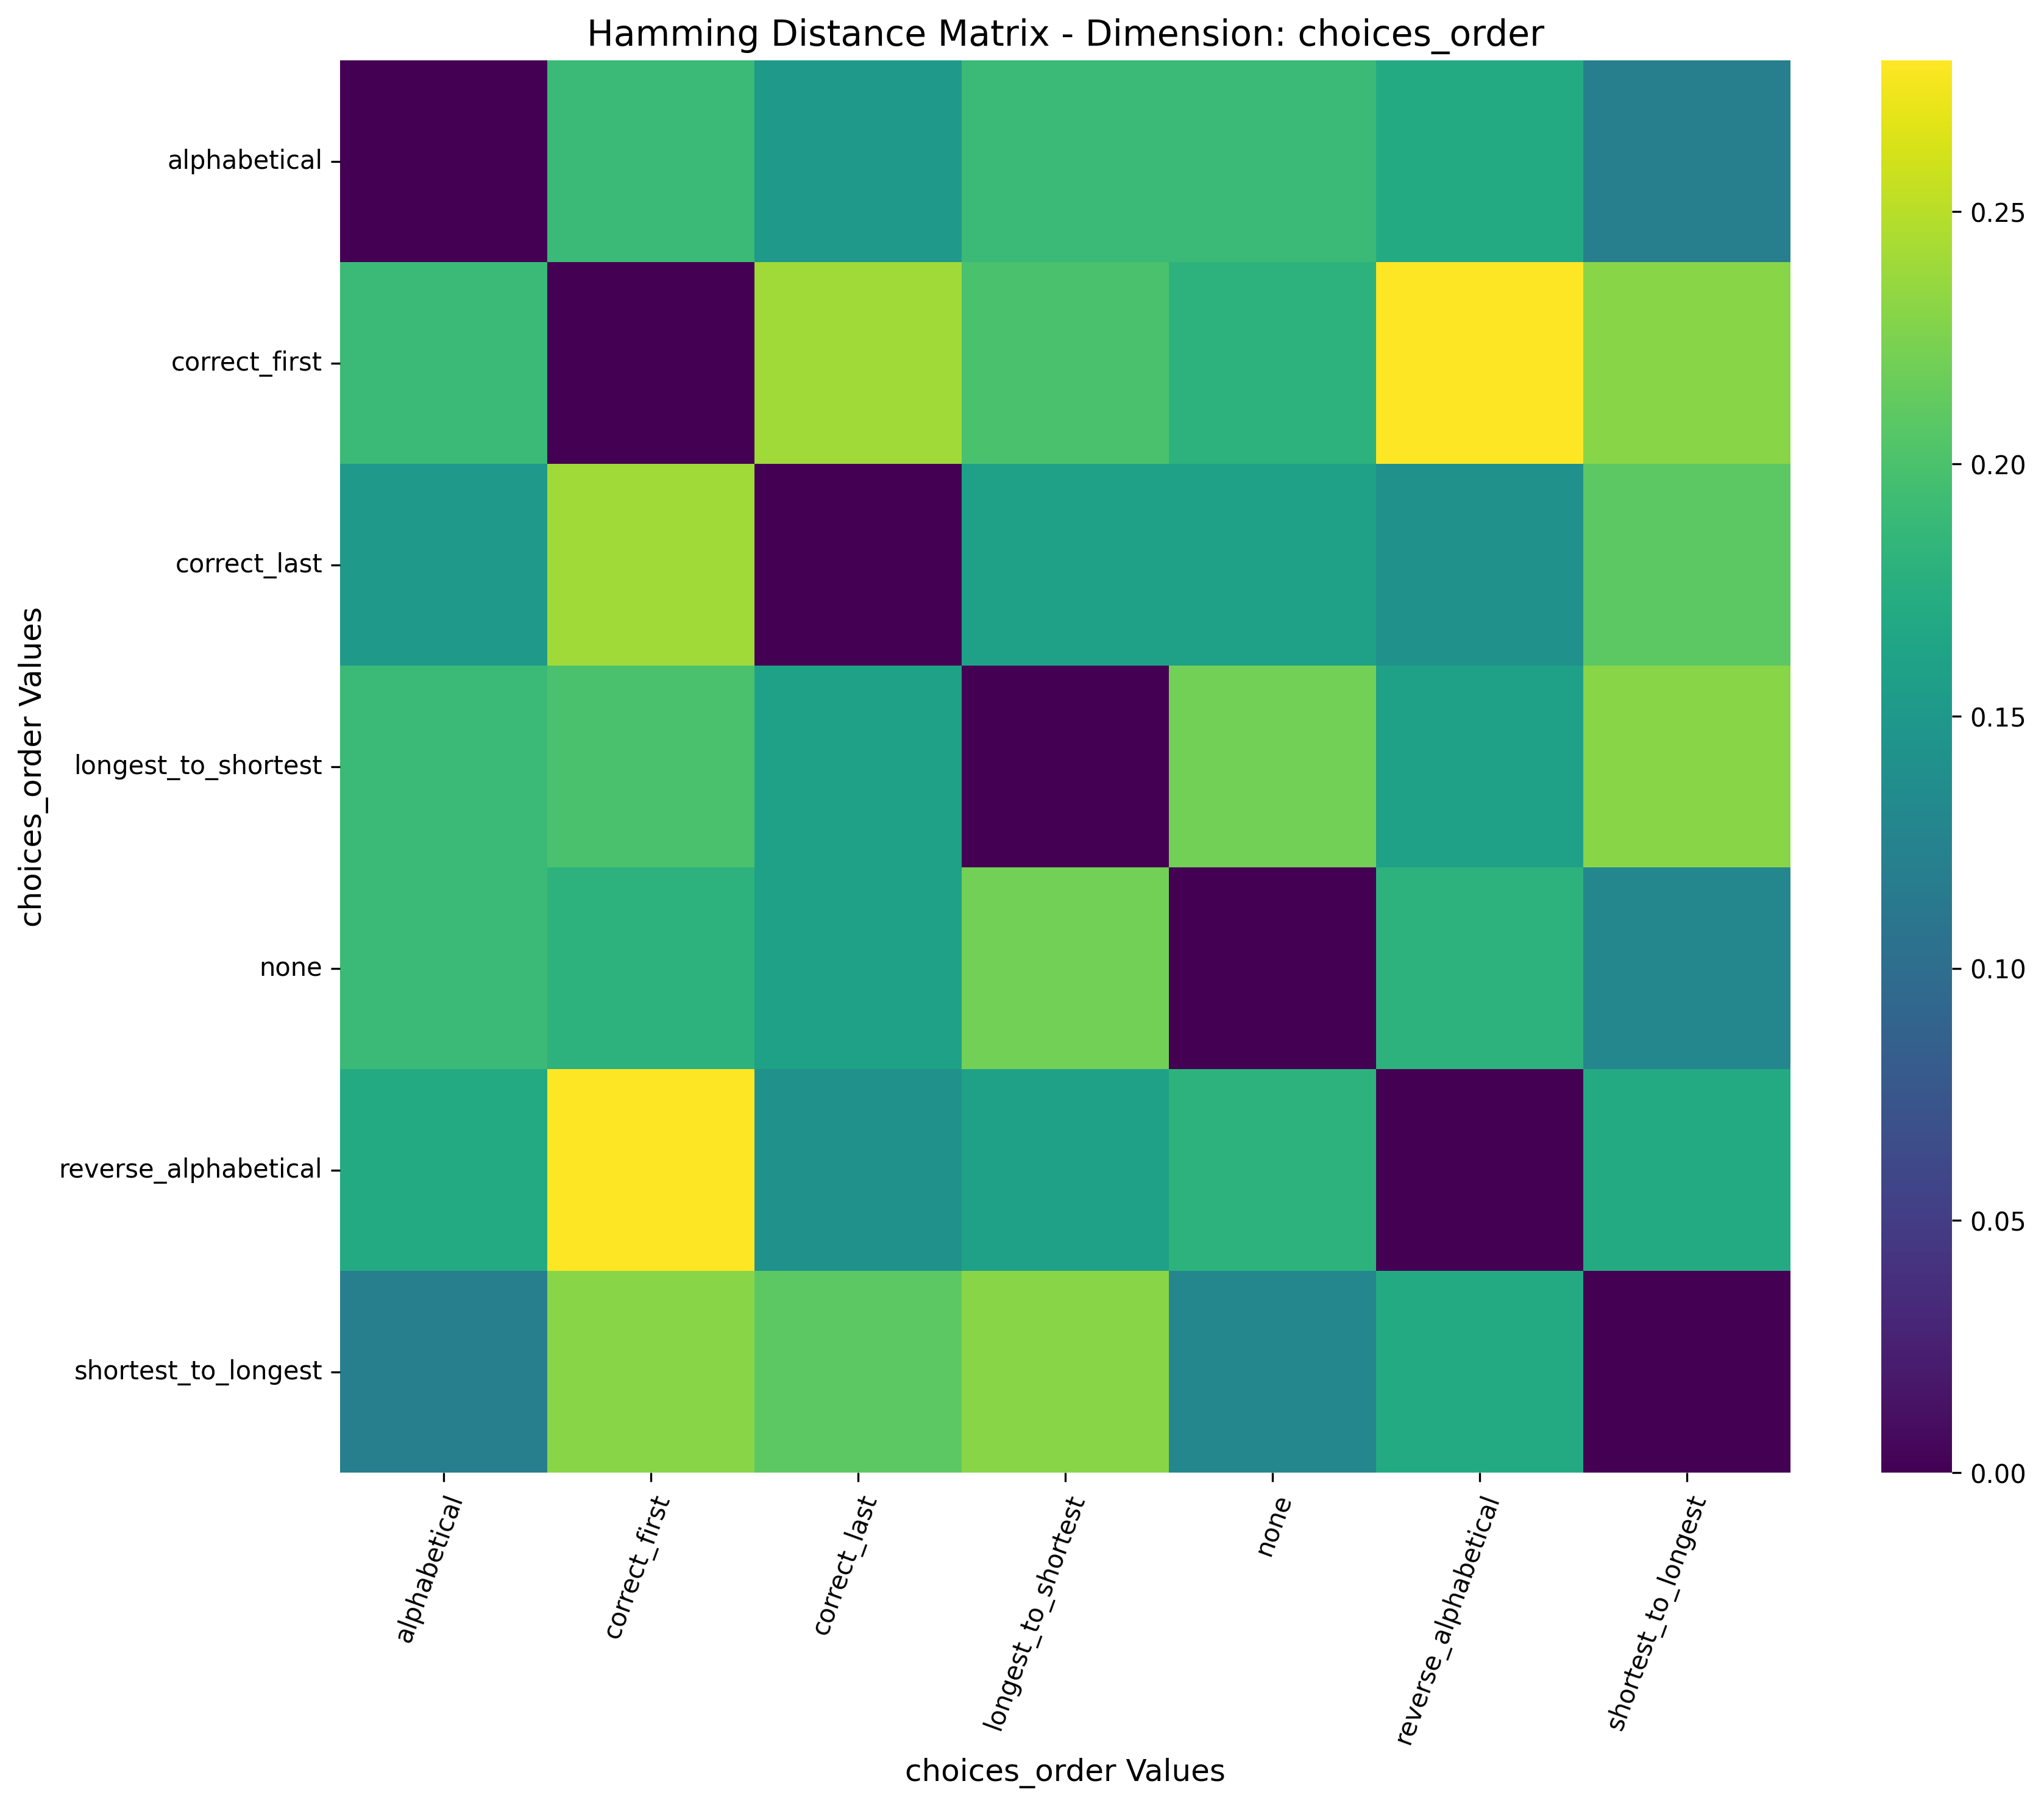 Hamming Distance Matrix - Dimension: choices_order
choices_order Values
alphabetical
correct_first
correct_last
longest_to_shortest
none
reverse_alphabetical
shortest_to_longest
alphabetical
correct_first
correct_last
longest_to_shortest
none
reverse_alphabetical
shortest_to_longest
choices_order Values
0.25
0.20
0.15
0.10
0.05
0.00